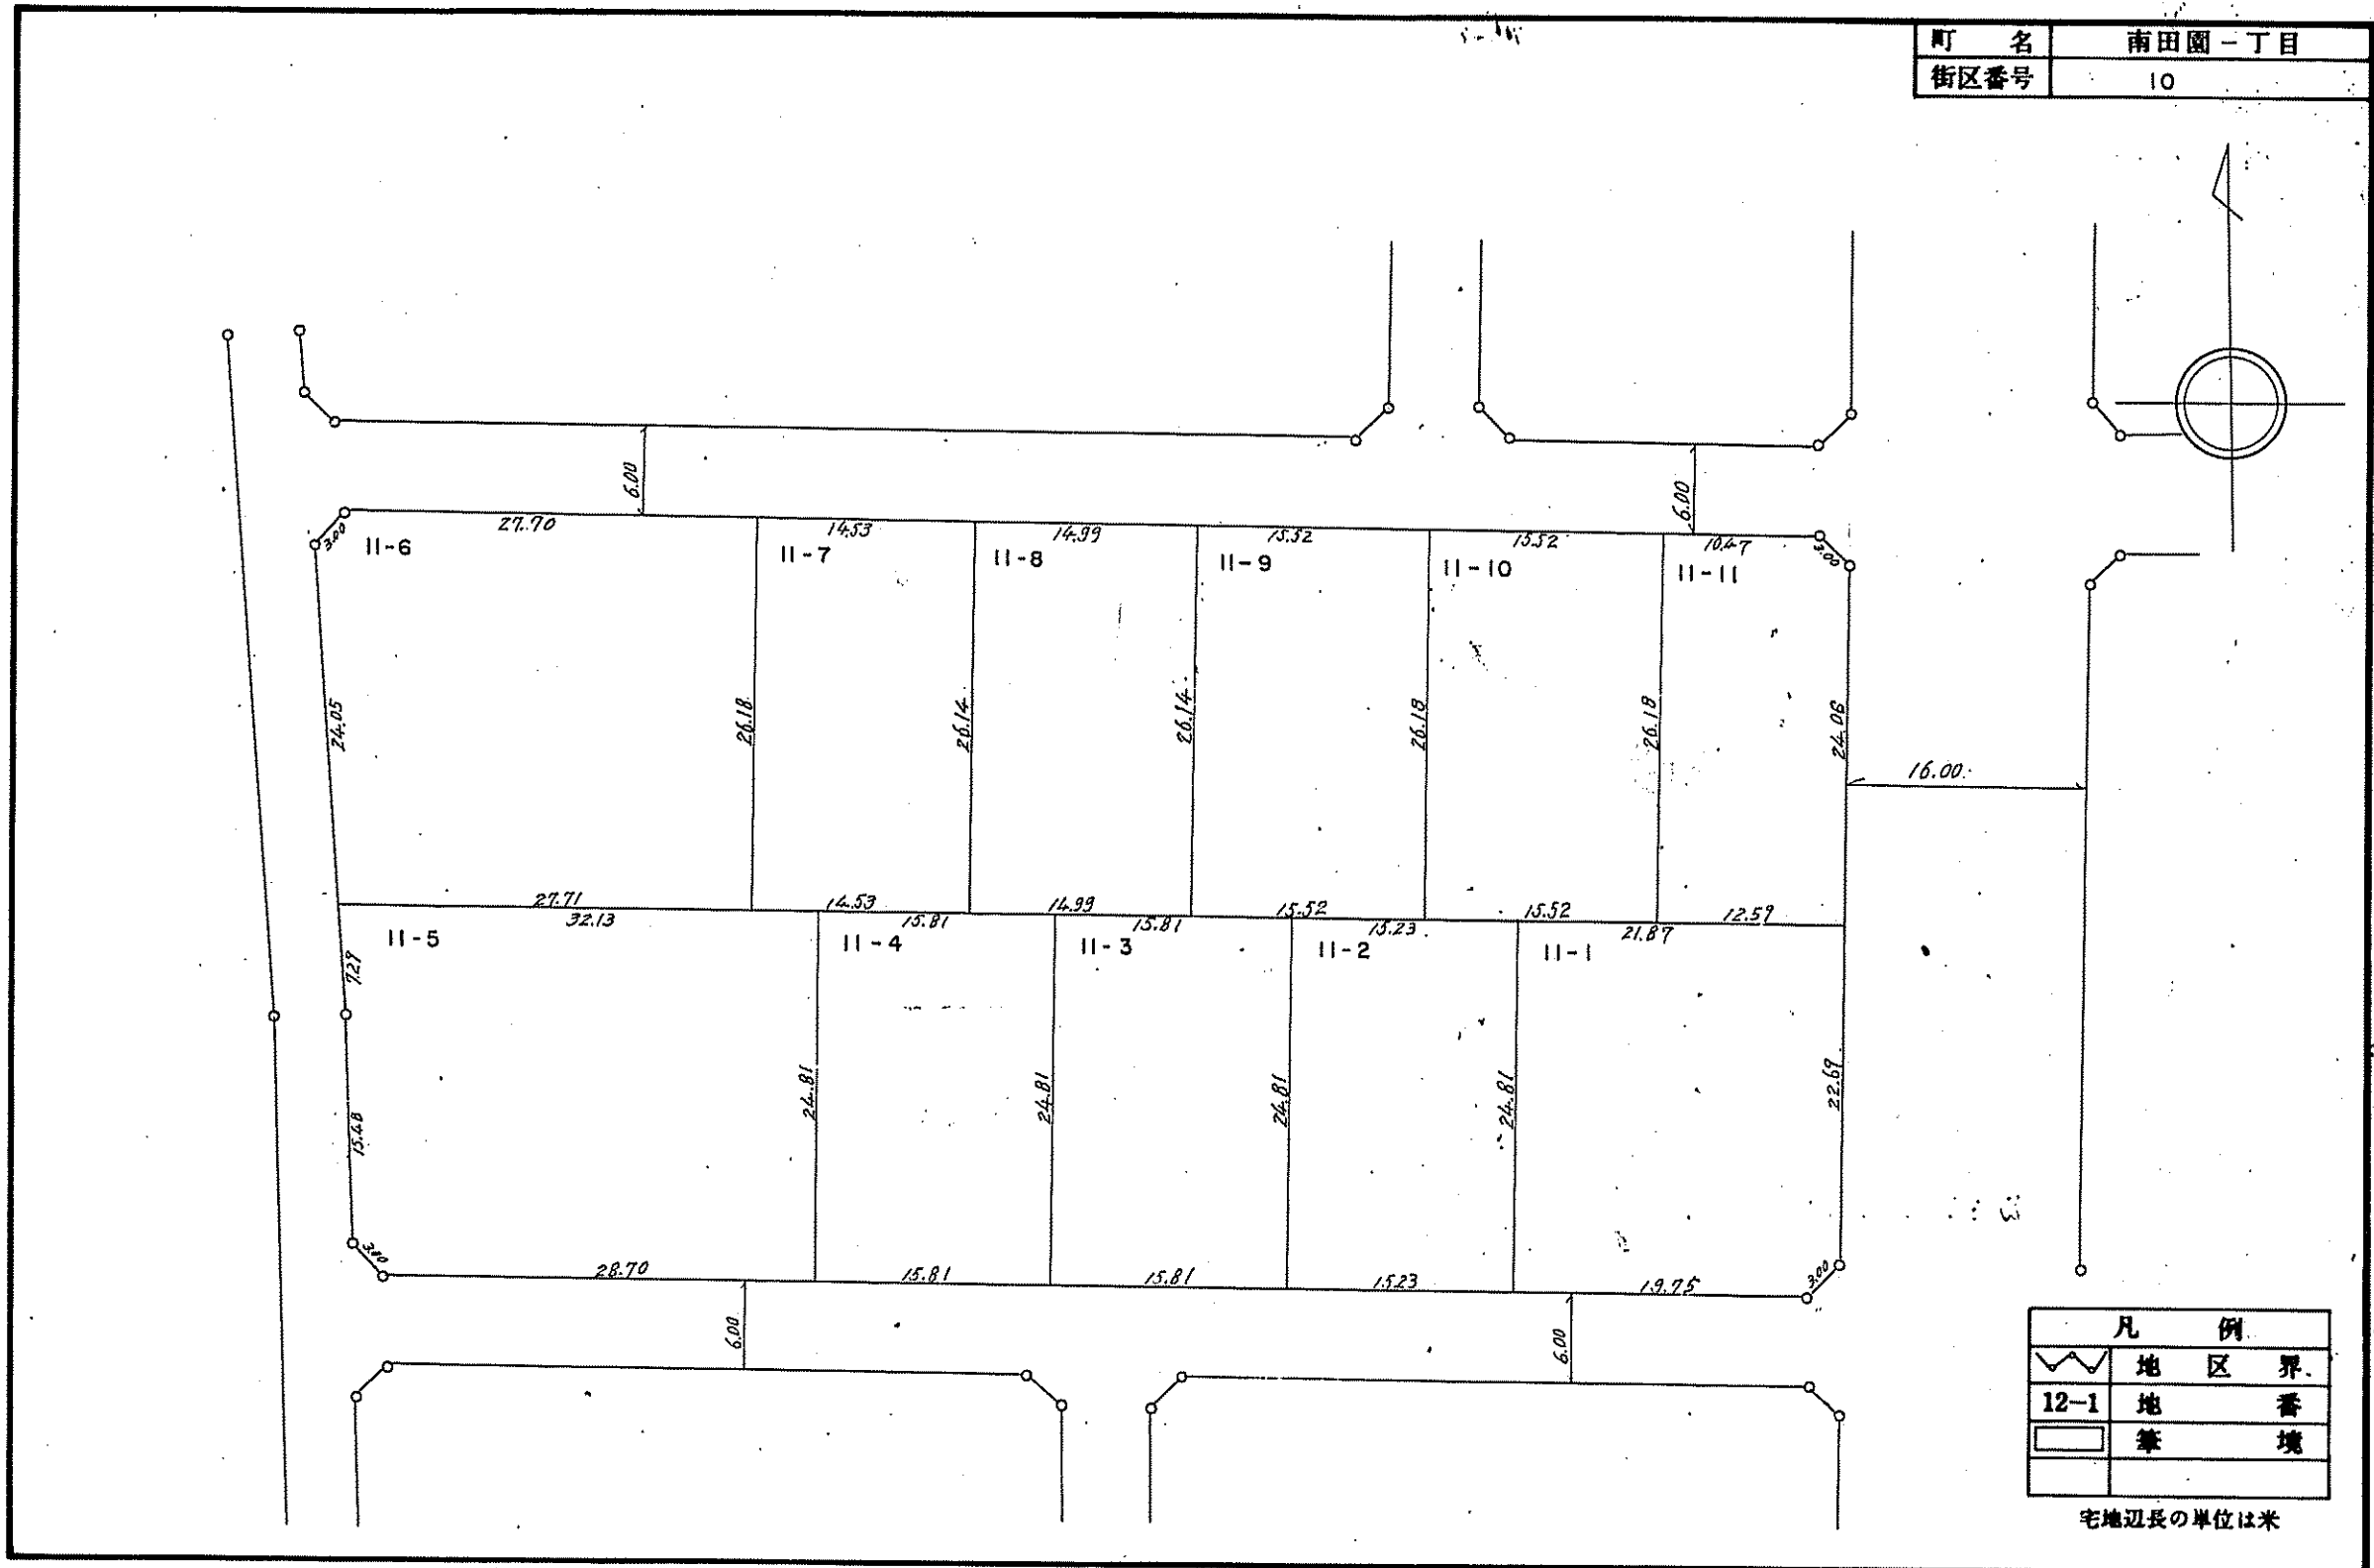 町 名 南田園一丁目
街区番号 10
6.00
6.00
27.70 14.53 14.99 15.52 15.52 10.47
3.00 3.00
11-6 11-7 11-8 11-9 11-10 11-11
24.05 26.18 26.14 26.14 26.18 26.18 24.06
16.00
27.71 14.53 14.99 15.52 15.52 12.59
32.13 15.81 15.81 15.23 21.87
11-5 11-4 11-3 11-2 11-1
7.29
15.48 24.81 24.81 24.81 24.81 22.69
3.00 3.00
28.70 15.81 15.81 15.23 19.75
6.00 6.00
凡 例
地 区 界
12-1 地 番
筆 境
宅地辺長の単位は米